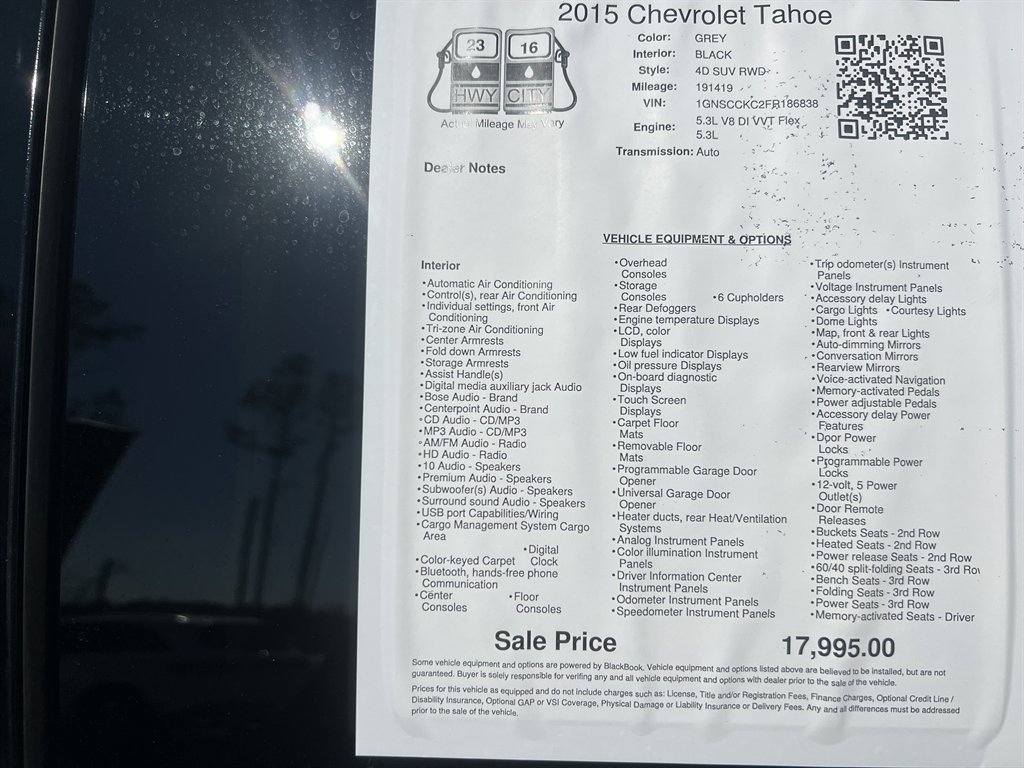 2015 Chevrolet Tahoe
23 16
HWY CITY
Actual Mileage May Vary
Color: GREY
Interior: BLACK
Style: 4D SUV RWD
Mileage: 191419
VIN: 1GNSCCKC2FR186838
Engine: 5.3L V8 DI VVT Flex
5.3L
Transmission: Auto
Dealer Notes
VEHICLE EQUIPMENT & OPTIONS
Interior
•Automatic Air Conditioning
•Control(s), rear Air Conditioning
•Individual settings, front Air
Conditioning
•Tri-zone Air Conditioning
•Center Armrests
•Fold down Armrests
•Storage Armrests
•Assist Handle(s)
•Digital media auxiliary jack Audio
•Bose Audio - Brand
•Centerpoint Audio - Brand
•CD Audio - CD/MP3
•MP3 Audio - CD/MP3
•AM/FM Audio - Radio
•HD Audio - Radio
•10 Audio - Speakers
•Premium Audio - Speakers
•Subwoofer(s) Audio - Speakers
•Surround sound Audio - Speakers
•USB port Capabilities/Wiring
•Cargo Management System Cargo
Area
•Digital
•Color-keyed Carpet Clock
•Bluetooth, hands-free phone
Communication
•Center •Floor
Consoles Consoles
•Overhead
Consoles
•Storage
Consoles •6 Cupholders
•Rear Defoggers
•Engine temperature Displays
•LCD, color
Displays
•Low fuel indicator Displays
•Oil pressure Displays
•On-board diagnostic
Displays
•Touch Screen
Displays
•Carpet Floor
Mats
•Removable Floor
Mats
•Programmable Garage Door
Opener
•Universal Garage Door
Opener
•Heater ducts, rear Heat/Ventilation
Systems
•Analog Instrument Panels
•Color illumination Instrument
Panels
•Driver Information Center
Instrument Panels
•Odometer Instrument Panels
•Speedometer Instrument Panels
•Trip odometer(s) Instrument
Panels
•Voltage Instrument Panels
•Accessory delay Lights
•Cargo Lights •Courtesy Lights
•Dome Lights
•Map, front & rear Lights
•Auto-dimming Mirrors
•Conversation Mirrors
•Rearview Mirrors
•Voice-activated Navigation
•Memory-activated Pedals
•Power adjustable Pedals
•Accessory delay Power
Features
•Door Power
Locks
•Programmable Power
Locks
•12-volt, 5 Power
Outlet(s)
•Door Remote
Releases
•Buckets Seats - 2nd Row
•Heated Seats - 2nd Row
•Power release Seats - 2nd Row
•60/40 split-folding Seats - 3rd Row
•Bench Seats - 3rd Row
•Folding Seats - 3rd Row
•Power Seats - 3rd Row
•Memory-activated Seats - Driver
Sale Price 17,995.00
Some vehicle equipment and options are powered by BlackBook. Vehicle equipment and options listed above are believed to be installed, but are not
guaranteed. Buyer is solely responsible for verifing any and all vehicle equipment and options with dealer prior to the sale of the vehicle.
Prices for this vehicle as equipped and do not include charges such as: License, Title and/or Registration Fees, Finance Charges, Optional Credit Line /
Disability Insurance, Optional GAP or VSI Coverage, Physical Damage or Liability Insurance or Delivery Fees. Any and all differences must be addressed
prior to the sale of the vehicle.